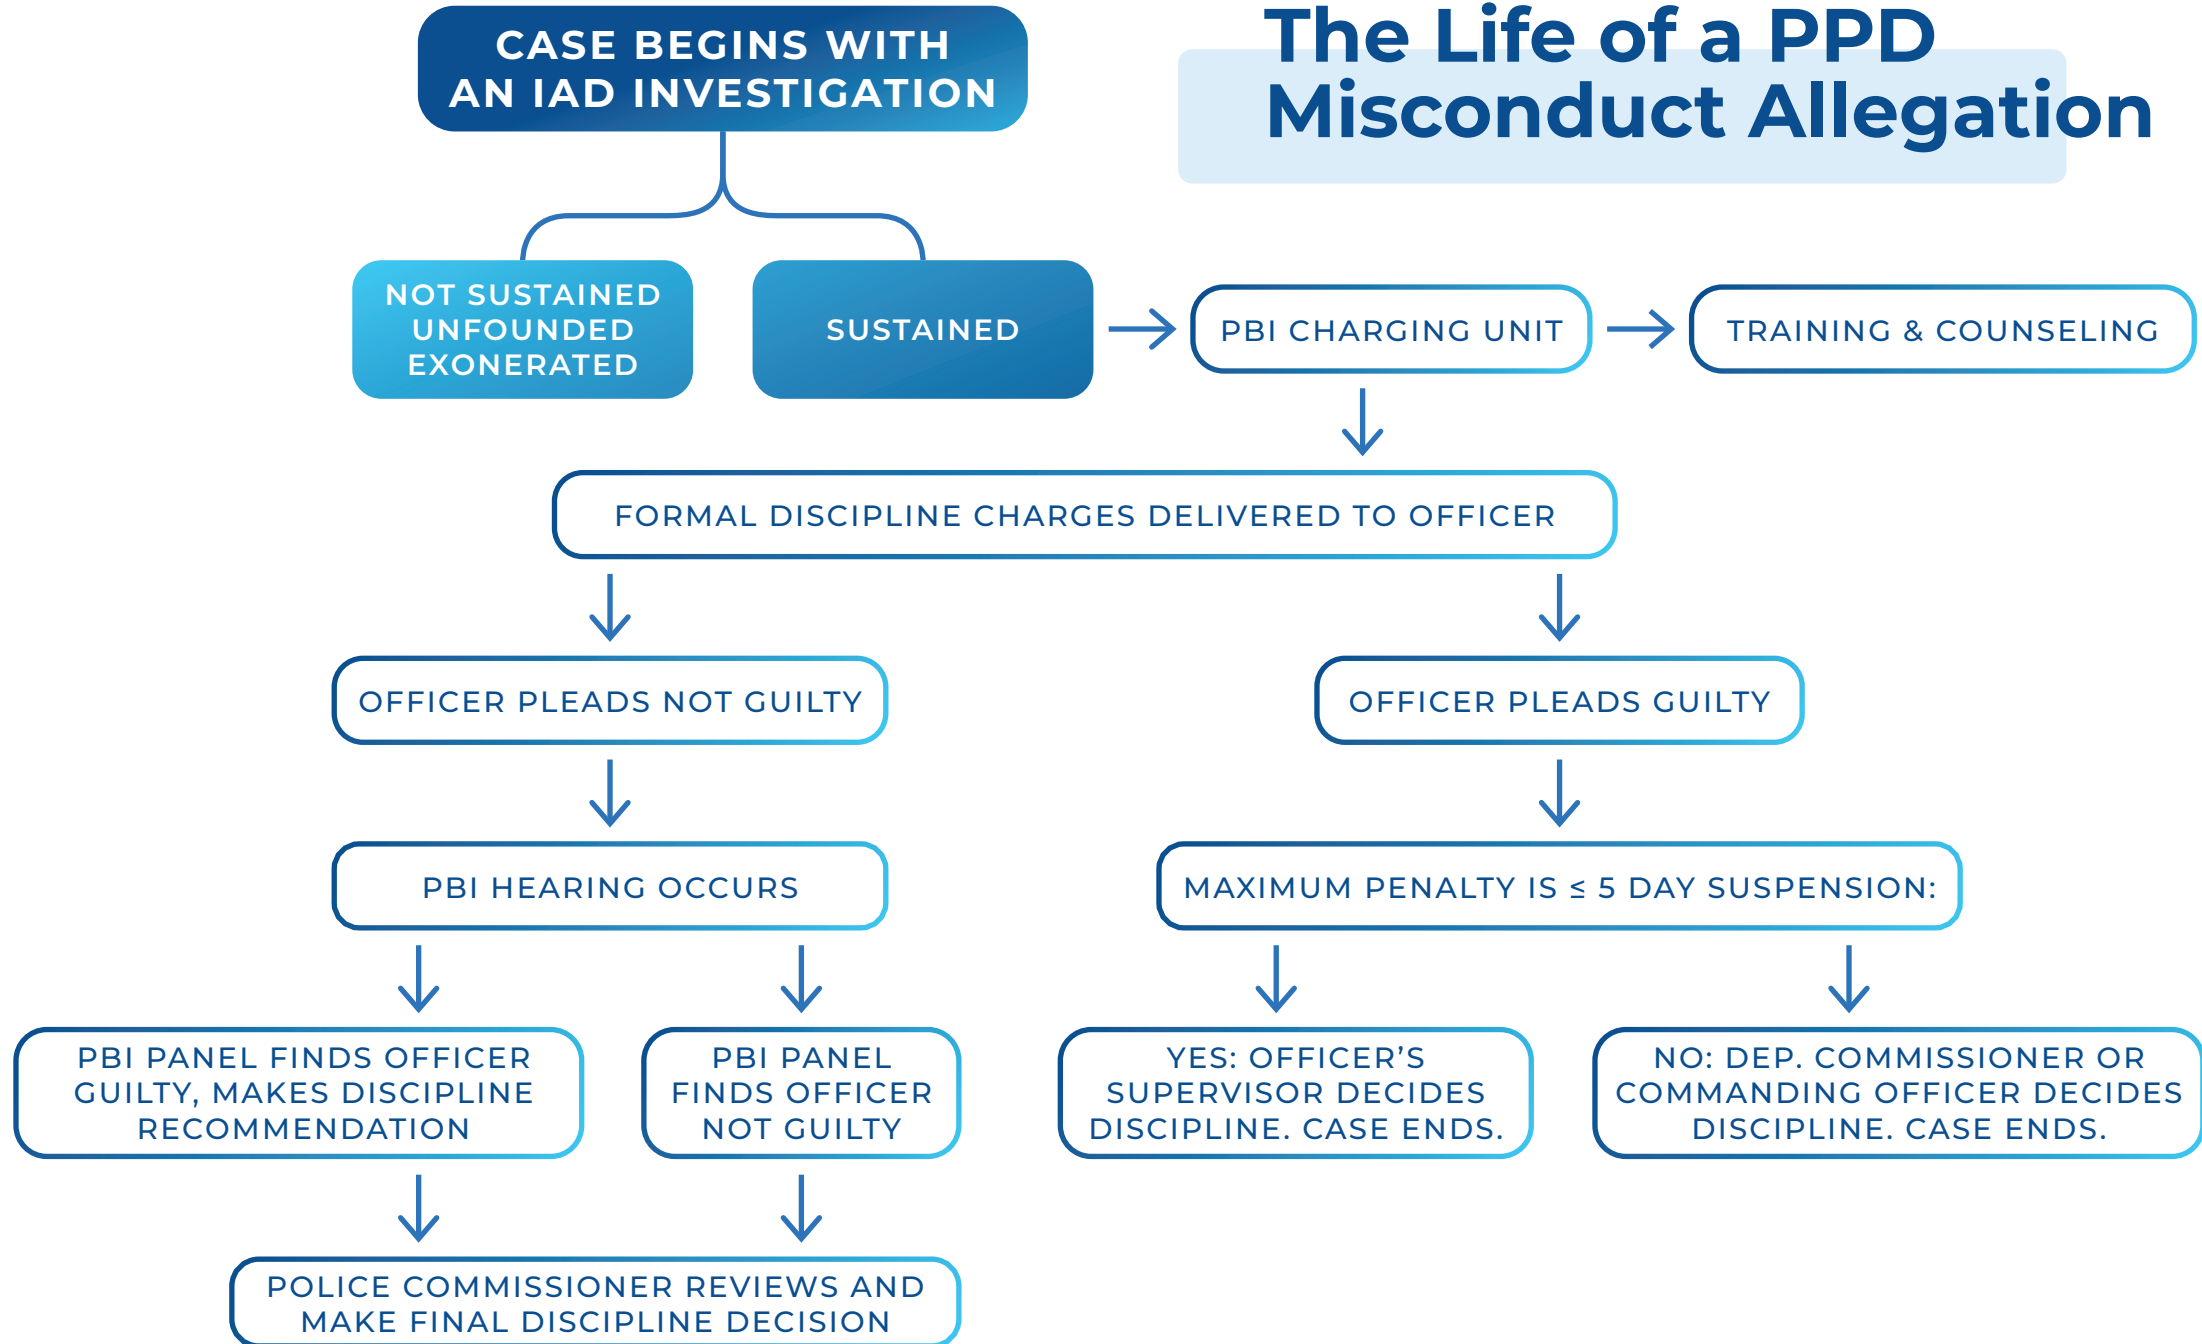 The Life of a PPD
Misconduct Allegation
CASE BEGINS WITH
AN IAD INVESTIGATION
NOT SUSTAINED
UNFOUNDED
EXONERATED
SUSTAINED
PBI CHARGING UNIT
TRAINING & COUNSELING
FORMAL DISCIPLINE CHARGES DELIVERED TO OFFICER
OFFICER PLEADS NOT GUILTY
OFFICER PLEADS GUILTY
PBI HEARING OCCURS
MAXIMUM PENALTY IS ≤ 5 DAY SUSPENSION:
PBI PANEL FINDS OFFICER
GUILTY, MAKES DISCIPLINE
RECOMMENDATION
PBI PANEL
FINDS OFFICER
NOT GUILTY
YES: OFFICER’S
SUPERVISOR DECIDES
DISCIPLINE. CASE ENDS.
NO: DEP. COMMISSIONER OR
COMMANDING OFFICER DECIDES
DISCIPLINE. CASE ENDS.
POLICE COMMISSIONER REVIEWS AND
MAKE FINAL DISCIPLINE DECISION